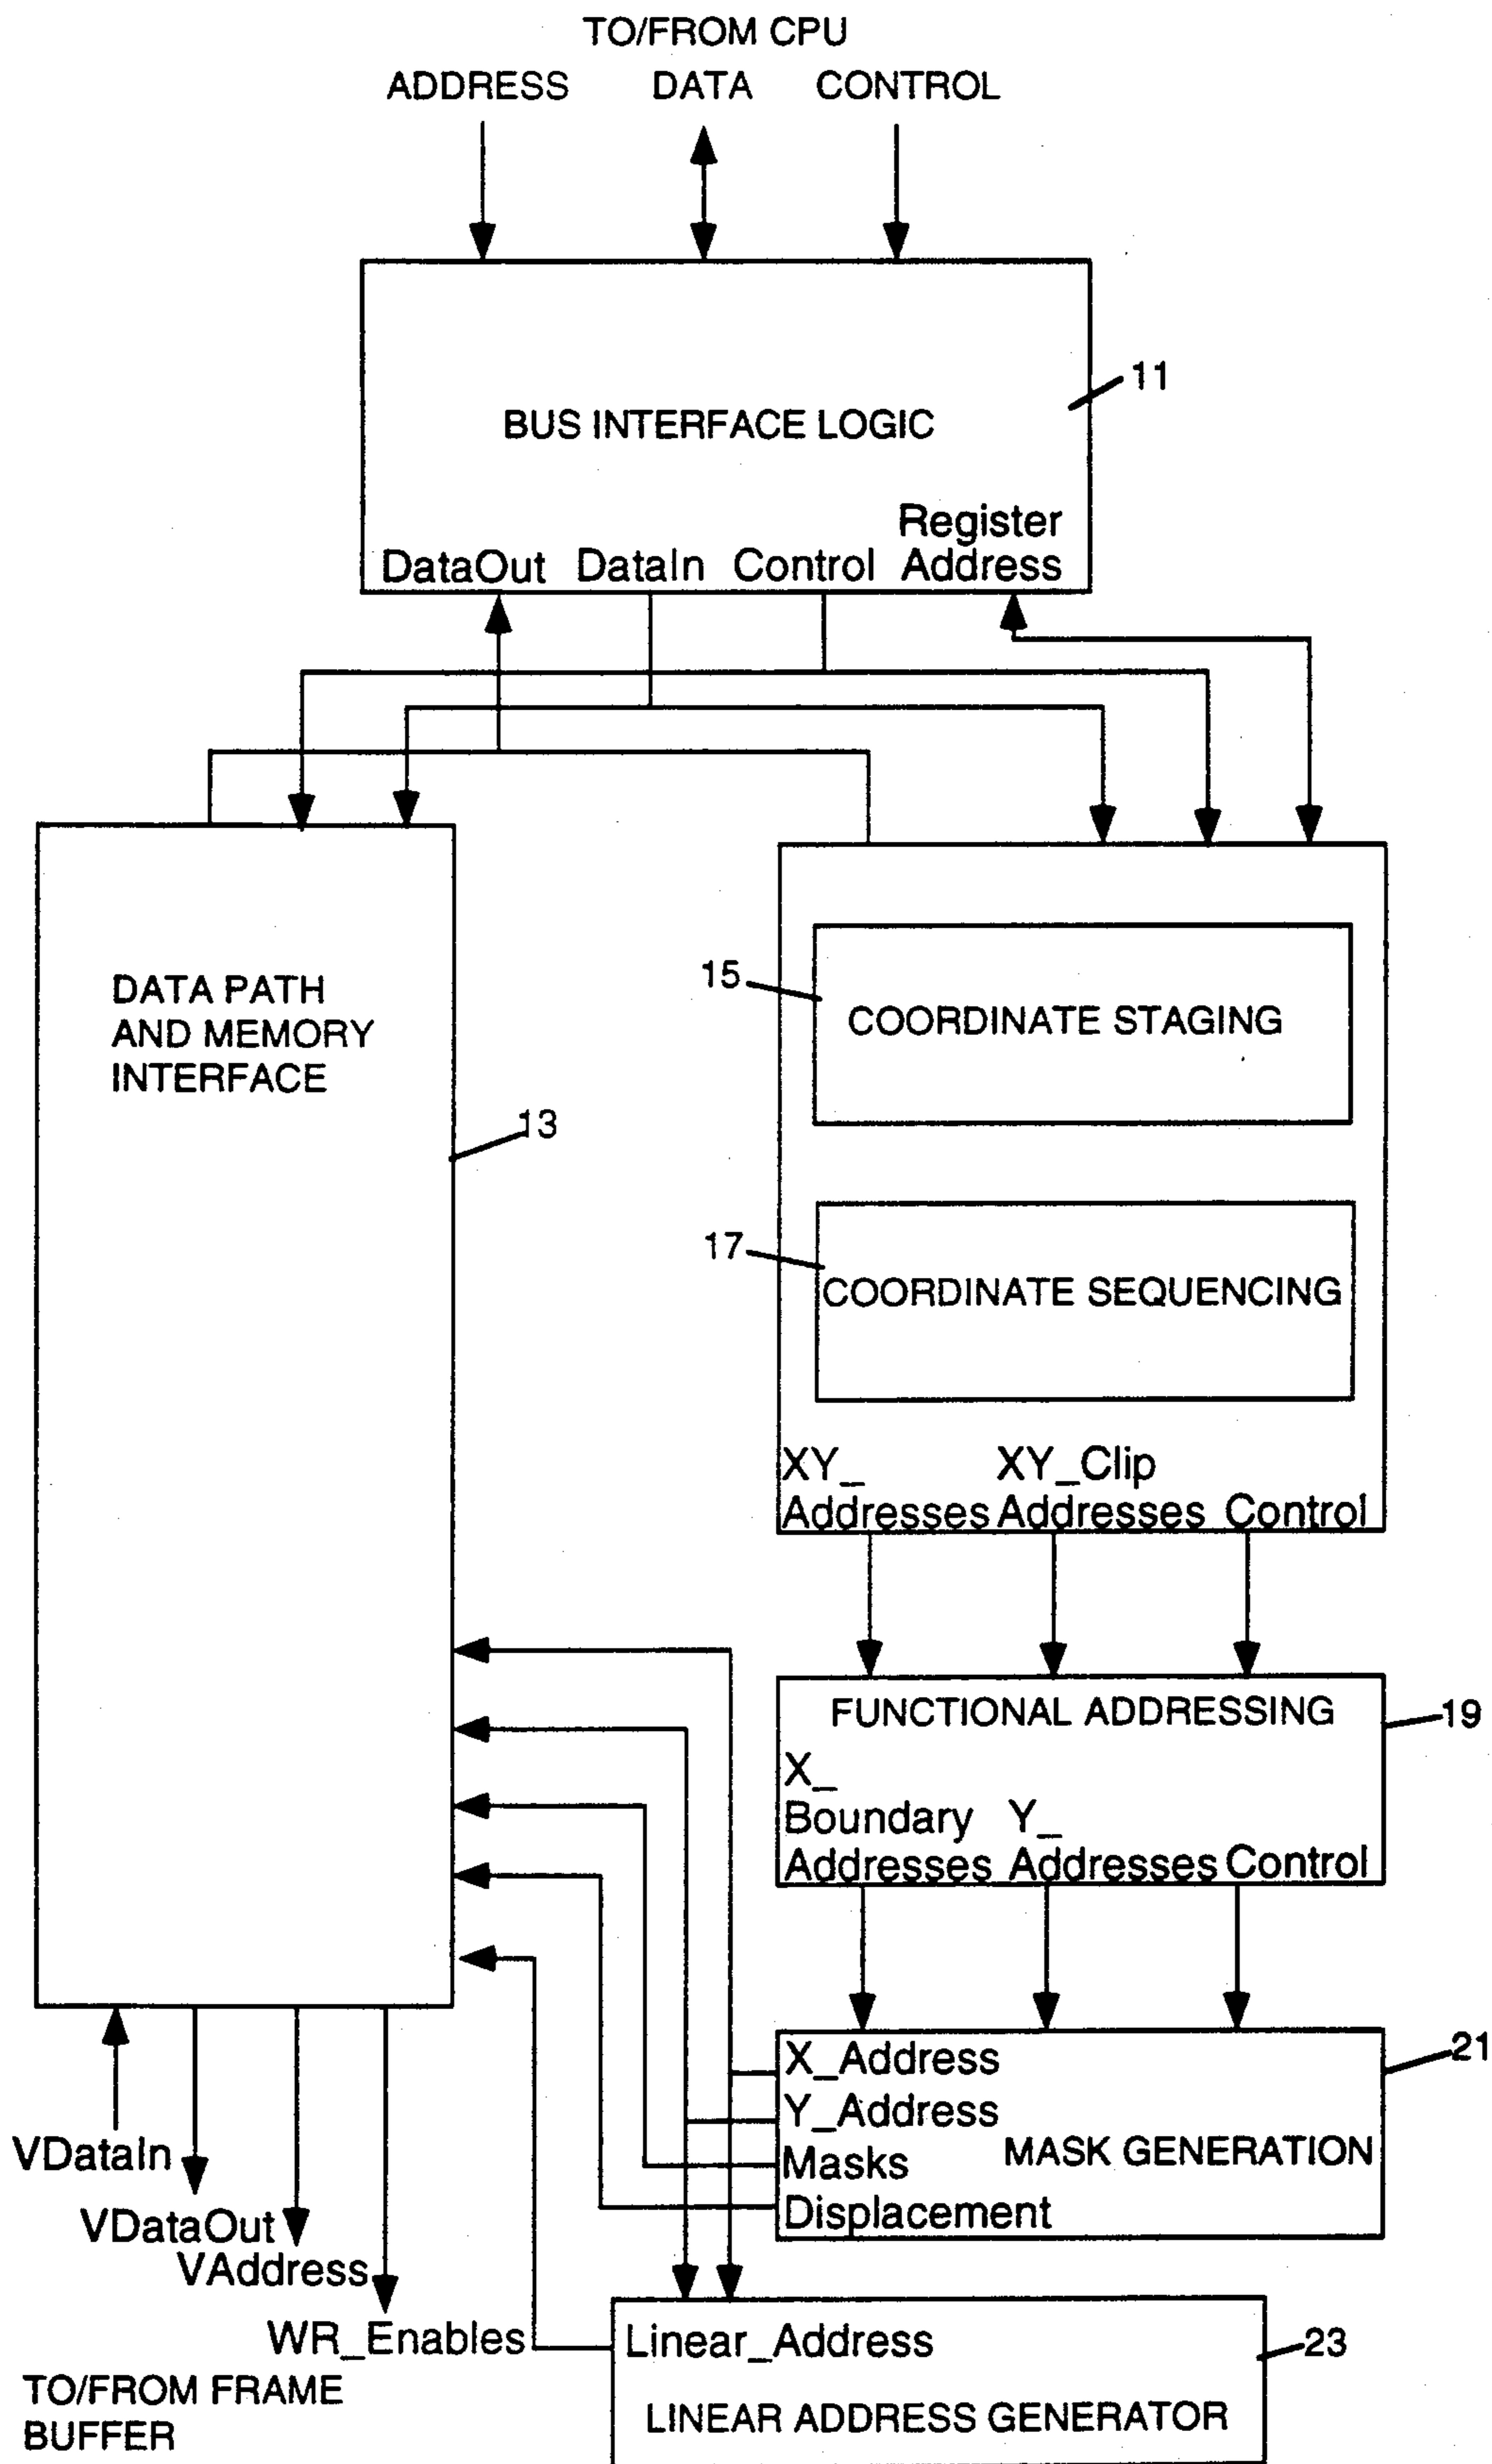 TO/FROM CPU
ADDRESS DATA CONTROL
11
BUS INTERFACE LOGIC
Register
DataOut DataIn Control Address
DATA PATH
AND MEMORY
INTERFACE
13
15
COORDINATE STAGING
17
COORDINATE SEQUENCING
XY_ XY_Clip
Addresses Addresses Control
FUNCTIONAL ADDRESSING
19
X_
Boundary Y_
Addresses Addresses Control
21
X_Address
Y_Address
MASK GENERATION
Masks
Displacement
VDataIn
VDataOut
VAddress
WR_Enables
Linear_Address
23
TO/FROM FRAME
BUFFER
LINEAR ADDRESS GENERATOR